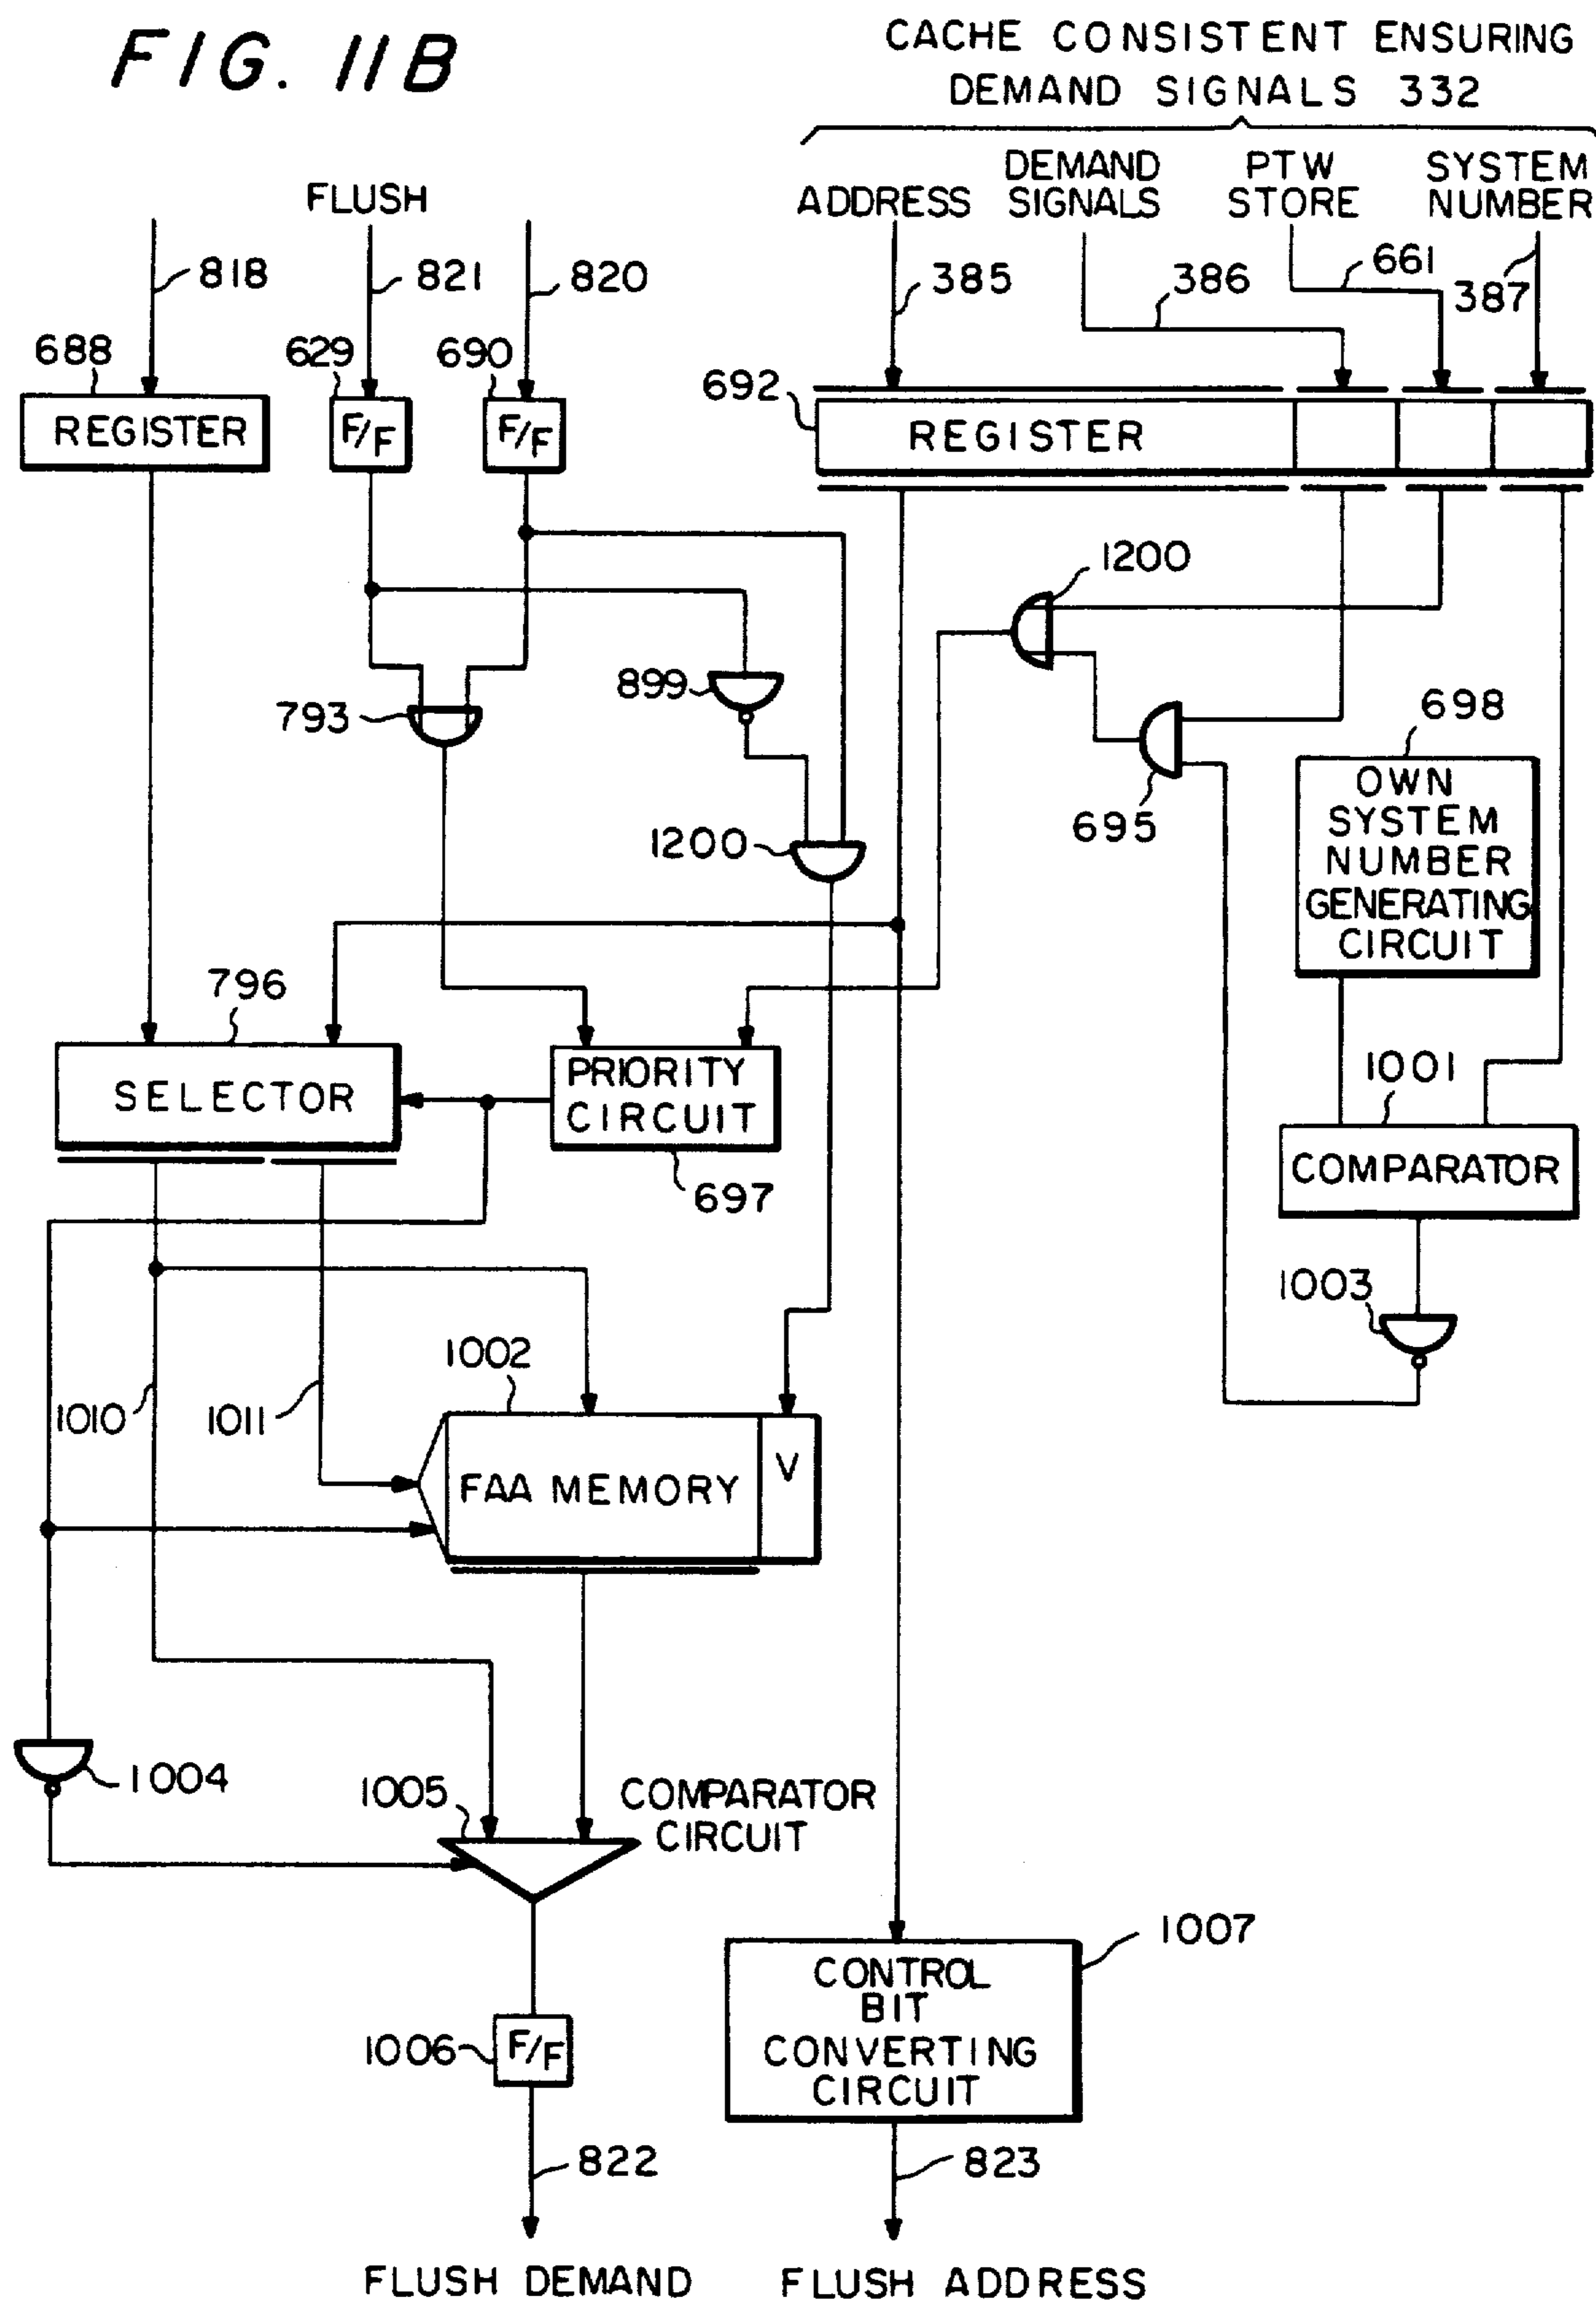 FIG. 11B
CACHE CONSISTENT ENSURING
DEMAND SIGNALS 332
FLUSH
ADDRESS
DEMAND
SIGNALS
PTW
STORE
SYSTEM
NUMBER
818
821
820
385
386
661
387
688
629
690
692
REGISTER
F/F
F/F
REGISTER
1200
899
793
698
695
1200
OWN
SYSTEM
NUMBER
GENERATING
CIRCUIT
796
SELECTOR
PRIORITY
CIRCUIT
697
1001
COMPARATOR
1003
1002
1010
1011
FAA MEMORY
V
1004
1005
COMPARATOR
CIRCUIT
1007
CONTROL
BIT
CONVERTING
CIRCUIT
1006
F/F
822
823
FLUSH DEMAND
FLUSH ADDRESS